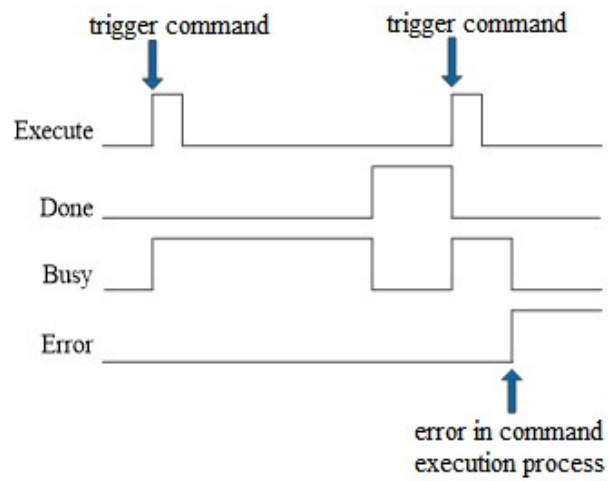 trigger command
trigger command
Execute
Done
Busy
Error
error in command
execution process